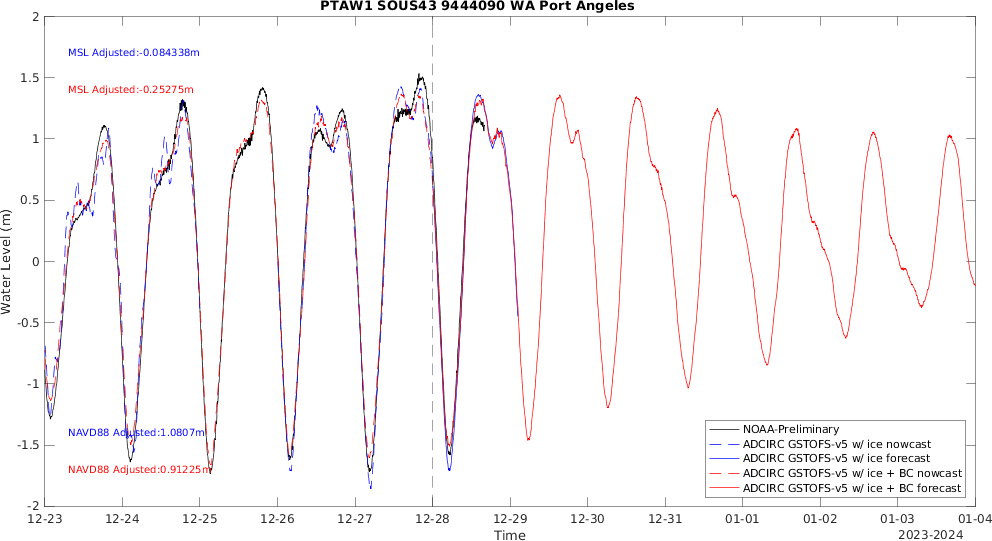 PTAW1 SOUS43 9444090 WA Port Angeles
2
MSL Adjusted:-0.084338m
1.5
MSL Adjusted:-0.25275m
1
0.5
0
-0.5
-1
-1.5
-2
Water Level (m)
NAVD88 Adjusted:1.0807m
NAVD88 Adjusted:0.91225m
NOAA-Preliminary
ADCIRC GSTOFS-v5 w/ ice nowcast
ADCIRC GSTOFS-v5 w/ ice forecast
ADCIRC GSTOFS-v5 w/ ice + BC nowcast
ADCIRC GSTOFS-v5 w/ ice + BC forecast
12-23 12-24 12-25 12-26 12-27 12-28 12-29 12-30 12-31 01-01 01-02 01-03 01-04
Time
2023-2024